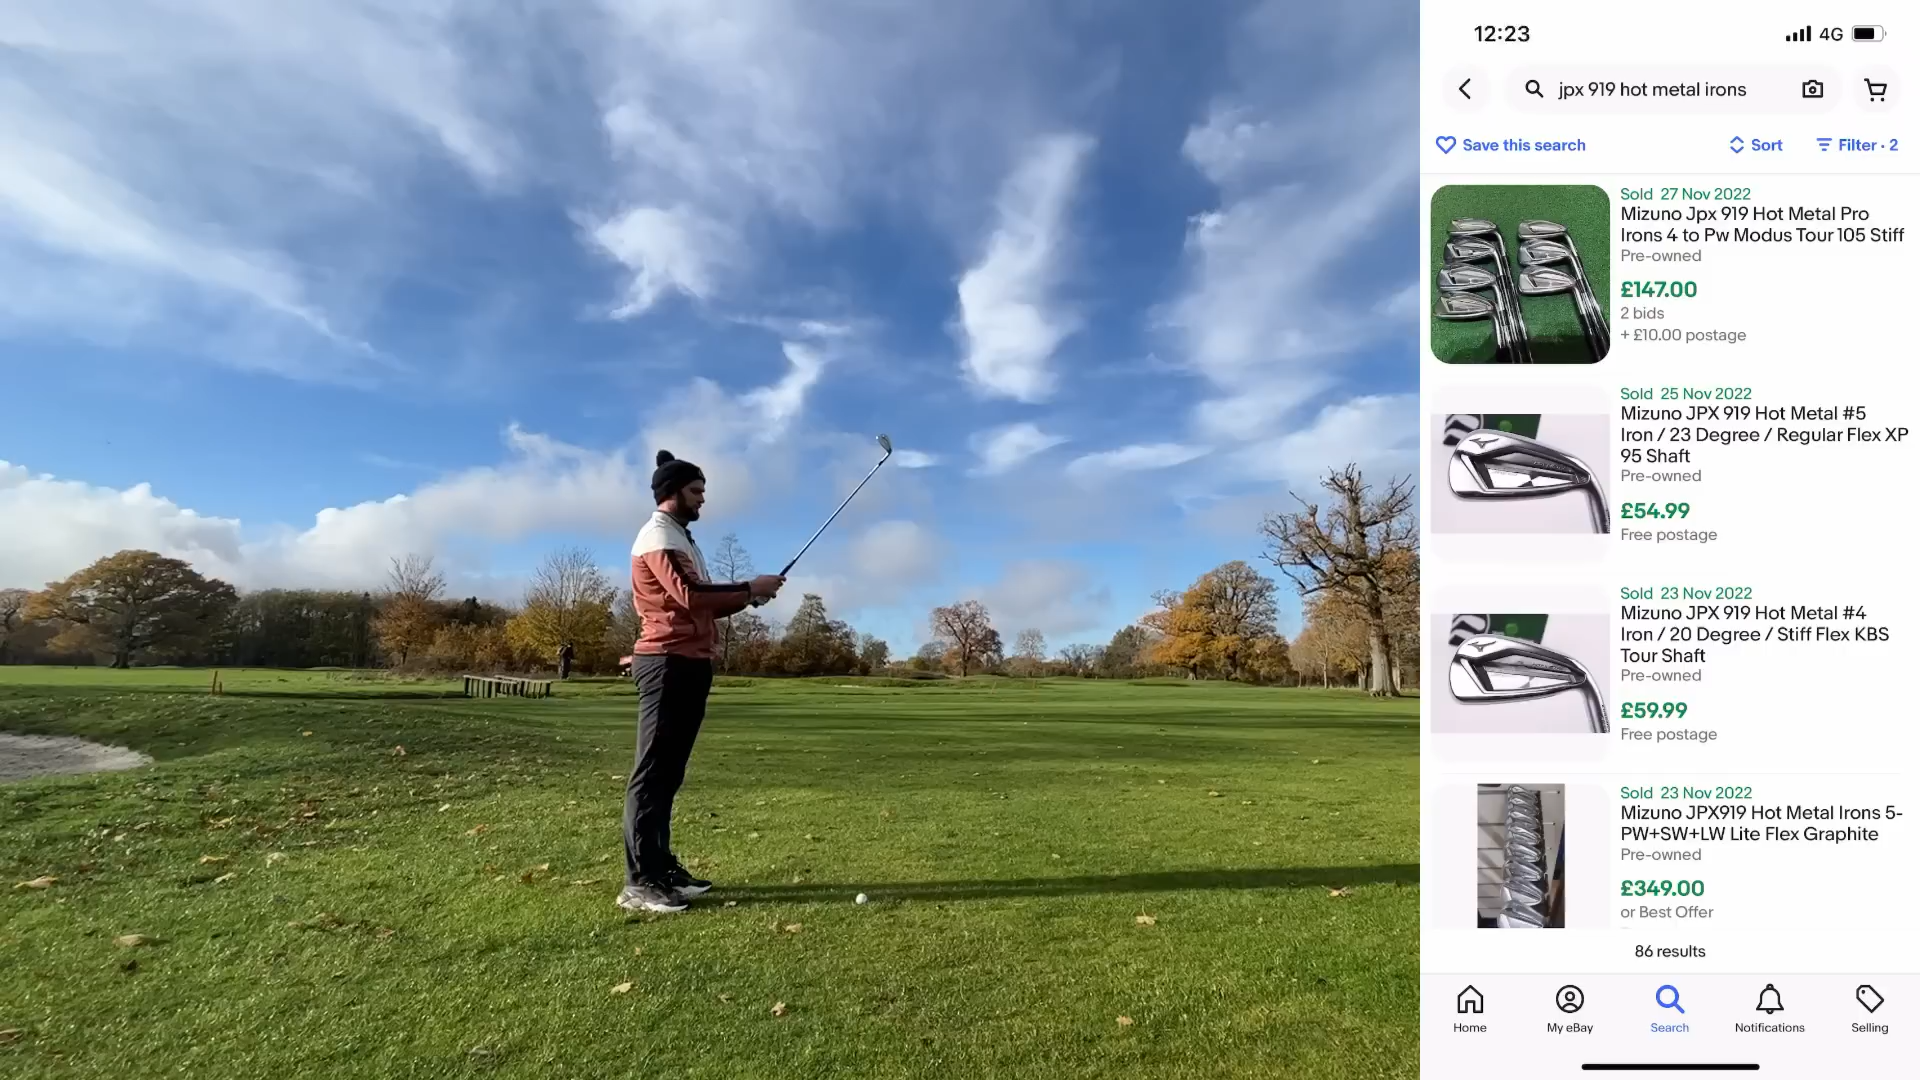 12:23
4G
jpx 919 hot metal irons
Save this search
Sort
Filter · 2
Sold 27 Nov 2022
Mizuno Jpx 919 Hot Metal Pro
Irons 4 to Pw Modus Tour 105 Stiff
Pre-owned
£147.00
2 bids
+ £10.00 postage
Sold 25 Nov 2022
Mizuno JPX 919 Hot Metal #5
Iron / 23 Degree / Regular Flex XP
95 Shaft
Pre-owned
£54.99
Free postage
Sold 23 Nov 2022
Mizuno JPX 919 Hot Metal #4
Iron / 20 Degree / Stiff Flex KBS
Tour Shaft
Pre-owned
£59.99
Free postage
Sold 23 Nov 2022
Mizuno JPX919 Hot Metal Irons 5-
PW+SW+LW Lite Flex Graphite
Pre-owned
£349.00
or Best Offer
86 results
Home
My eBay
Search
Notifications
Selling